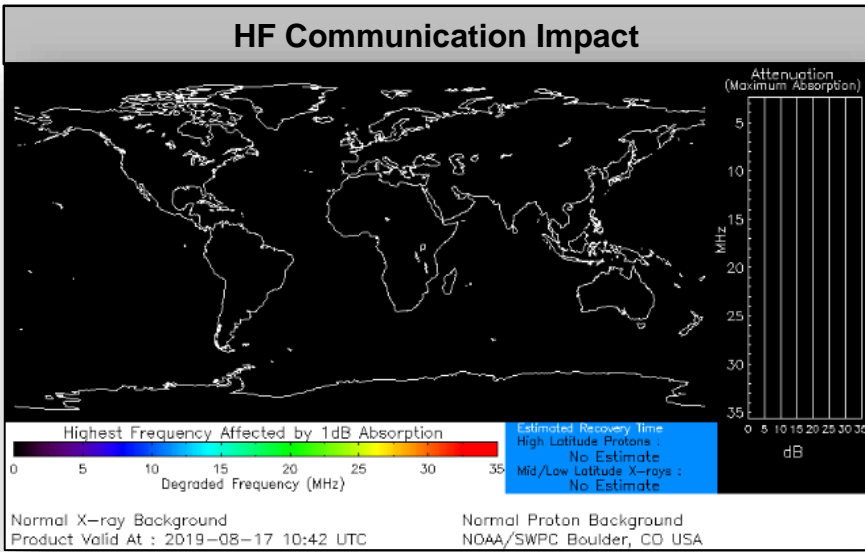 HF Communication Impact
Attenuation
(Maximum Absorption)
5
10
15
MHz
20
25
30
35
0 5 10 15 20 25 30 35
dB
Highest Frequency Affected by 1dB Absorption
0 5 10 15 20 25 30 35
Degraded Frequency (MHz)
Estimated Recovery Time
High Latitude Protons :
No Estimate
Mid/Low Latitude X-rays :
No Estimate
Normal X-ray Background
Normal Proton Background
Product Valid At : 2019-08-17 10:42 UTC
NOAA/SWPC Boulder, CO USA